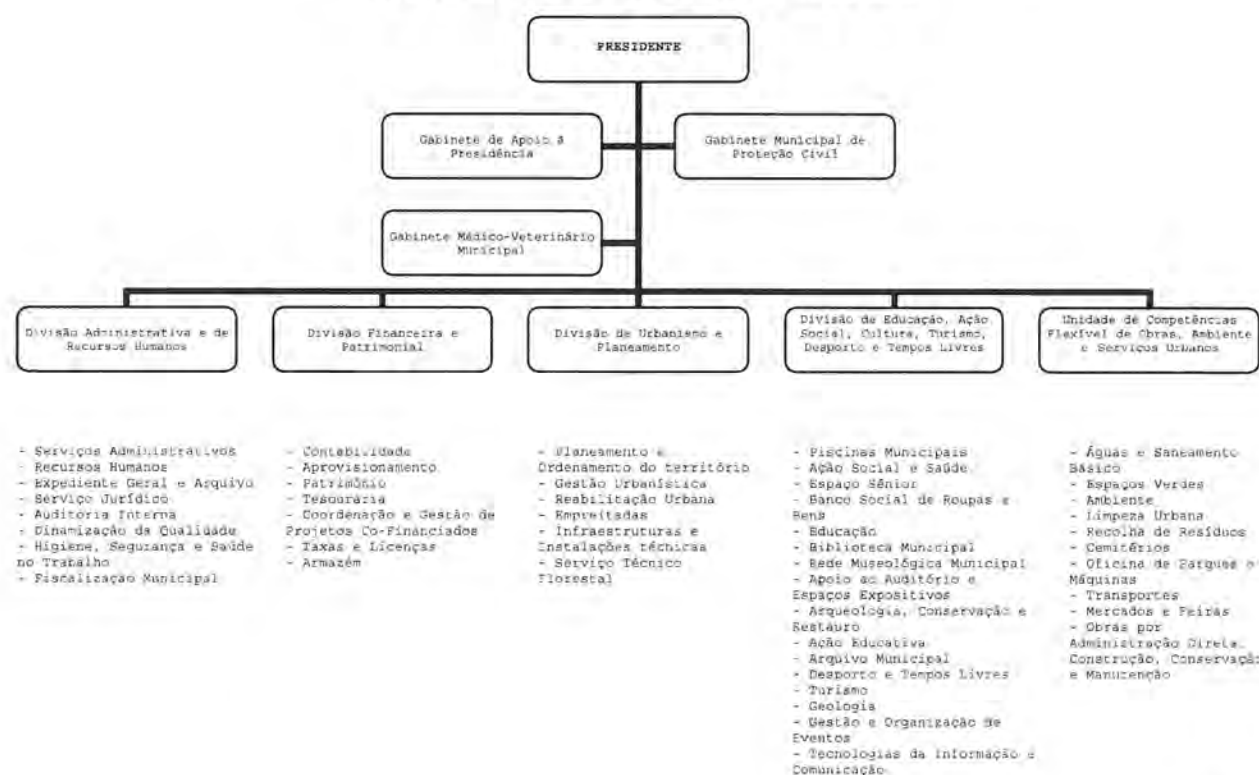 PRESIDENTE
Gabinete de Apoio à
Presidência
Gabinete Municipal de
Proteção Civil
Gabinete Médico-Veterinário
Municipal
Divisão Administrativa e de
Recursos Humanos
Divisão Financeira e
Patrimonial
Divisão de Urbanismo e
Planeamento
Divisão de Educação, Ação
Social, Cultura, Turismo,
Desporto e Tempos Livres
Unidade de Competências
Flexível de Obras, Ambiente
e Serviços Urbanos
- Serviços Administrativos
- Recursos Humanos
- Expediente Geral e Arquivo
- Serviço Jurídico
- Auditoria Interna
- Dinamização da Qualidade
- Higiene, Segurança e Saúde
no Trabalho
- Fiscalização Municipal
- Contabilidade
- Aprovisionamento
- Património
- Tesouraria
- Coordenação e Gestão de
Projetos Co-Financiados
- Taxas e Licenças
- Armazém
- Planeamento e
Ordenamento do território
- Gestão Urbanística
- Reabilitação Urbana
- Empreitadas
- Infraestruturas e
Instalações técnicas
- Serviço Técnico
Florestal
- Piscinas Municipais
- Ação Social e Saúde
- Espaço Sénior
- Banco Social de Roupas e
Bens
- Educação
- Biblioteca Municipal
- Rede Museológica Municipal
- Apoio ao Auditório e
Espaços Expositivos
- Arqueologia, Conservação e
Restauro
- Ação Educativa
- Arquivo Municipal
- Desporto e Tempos Livres
- Turismo
- Geologia
- Gestão e Organização de
Eventos
- Tecnologias da Informação e
Comunicação
- Águas e Saneamento
Básico
- Espaços Verdes
- Ambiente
- Limpeza Urbana
- Recolha de Resíduos
- Cemitérios
- Oficina de Parques e
Máquinas
- Transportes
- Mercados e Feiras
- Obras por
Administração Direta,
Construção, Conservação
e Manutenção